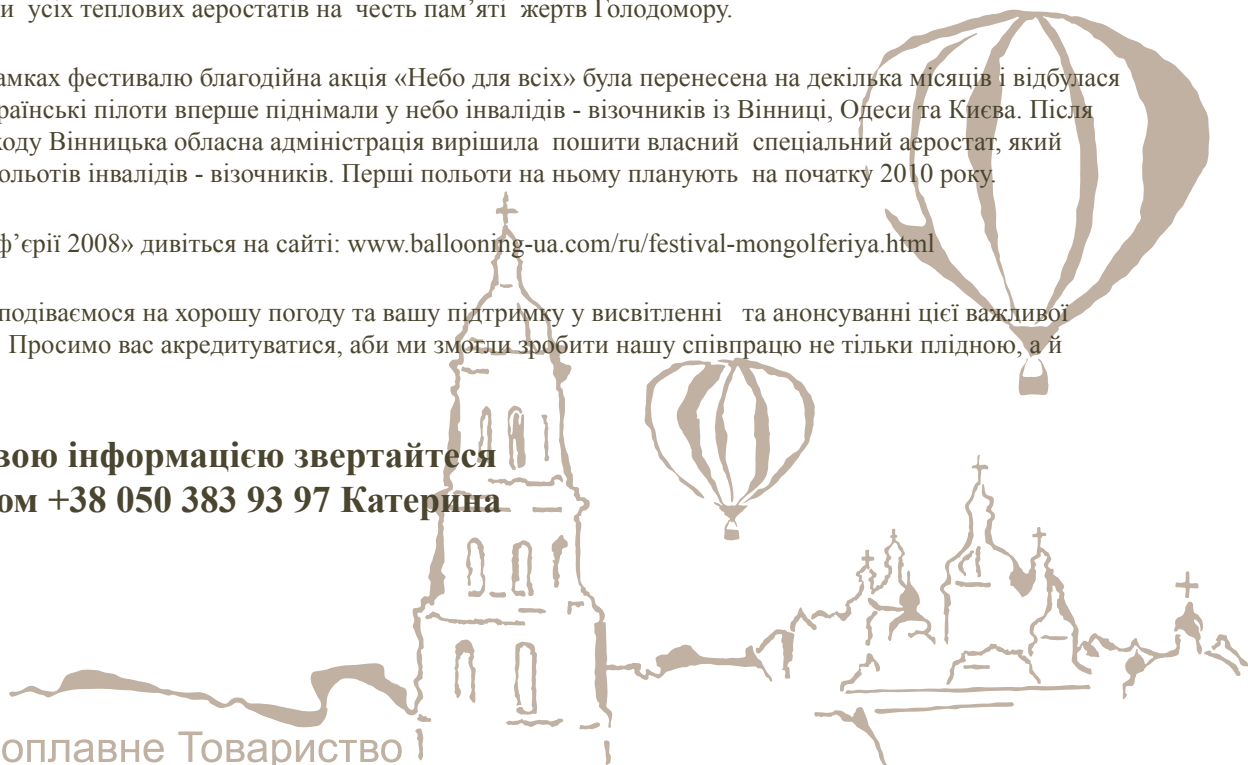 и усіх теплових аеростатів на честь пам’яті жертв Голодомору.
амках фестивалю благодійна акція «Небо для всіх» була перенесена на декілька місяців і відбулася
раїнські пілоти вперше піднімали у небо інвалідів - візочників із Вінниці, Одеси та Києва. Після
ходу Вінницька обласна адміністрація вирішила пошити власний спеціальний аеростат, який
ольотів інвалідів - візочників. Перші польоти на ньому планують на початку 2010 року.
ф’єрії 2008» дивіться на сайті: www.ballooning-ua.com/ru/festival-mongolferiya.html
подіваємося на хорошу погоду та вашу підтримку у висвітленні та анонсуванні цієї важливої
Просимо вас акредитуватися, аби ми змогли зробити нашу співпрацю не тільки плідною, а й
вою інформацією звертайтеся
ом +38 050 383 93 97 Катерина
оплавне Товариство